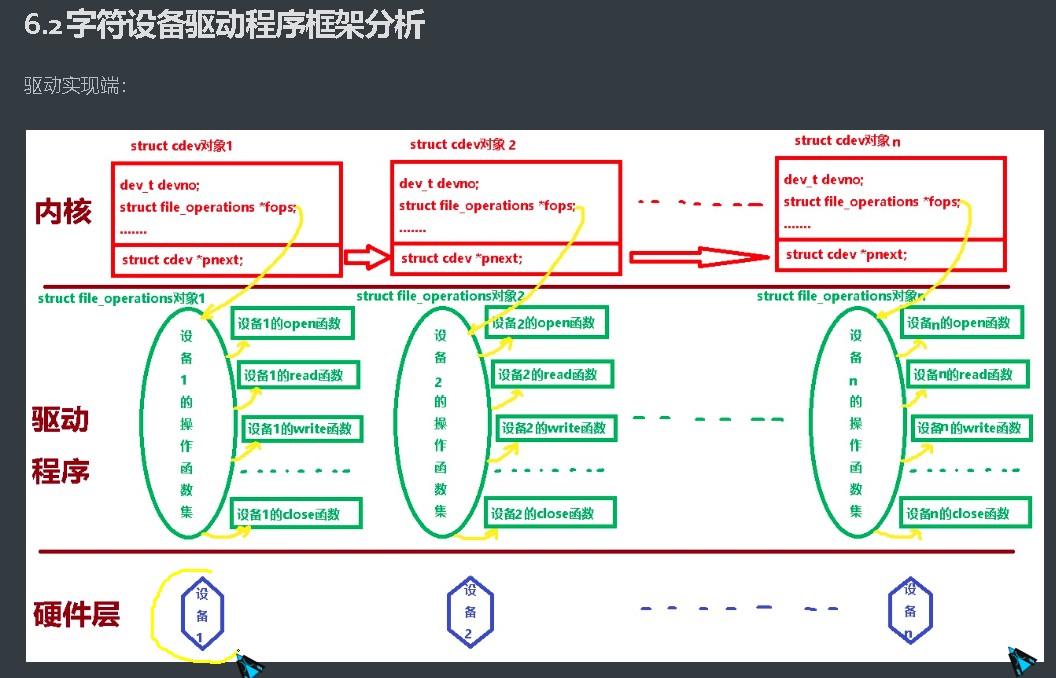 6.2字符设备驱动程序框架分析
驱动实现端:
struct cdev对象1
struct cdev对象 2
struct cdev对象 n
内核
dev_t devno;
struct file_operations *fops;
.......
struct cdev *pnext;
dev_t devno;
struct file_operations *fops;
.......
struct cdev *pnext;
dev_t devno;
struct file_operations *fops;
.......
struct cdev *pnext;
struct file_operations对象1
struct file_operations对象2
struct file_operations对象n
驱动
程序
设备1的操作函数集
设备1的open函数
设备1的read函数
设备1的write函数
设备1的close函数
设备2的操作函数集
设备2的open函数
设备2的read函数
设备2的write函数
设备2的close函数
设备n的操作函数集
设备n的open函数
设备n的read函数
设备n的write函数
设备n的close函数
硬件层
设备1
设备2
设备n